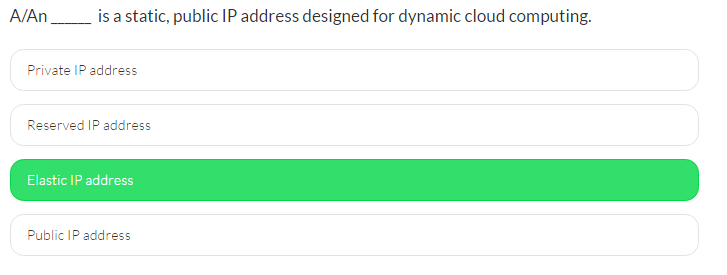 A/An ______ is a static, public IP address designed for dynamic cloud computing.
Private IP address
Reserved IP address
Elastic IP address
Public IP address